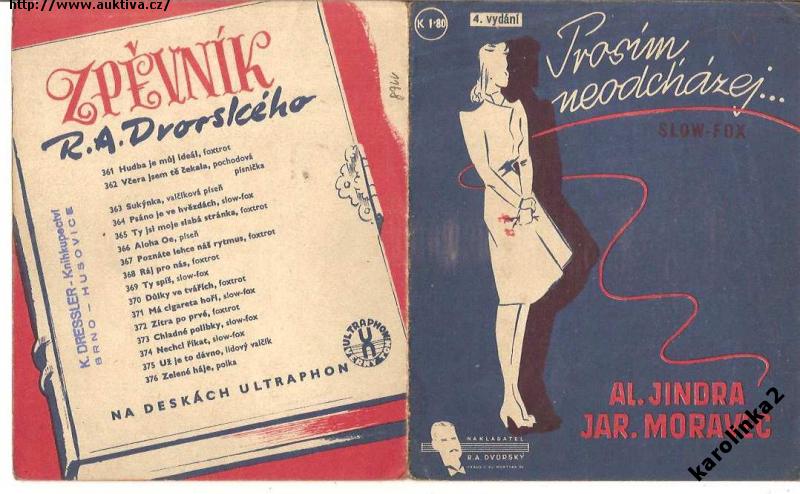 http://www.auktiva.cz/
ZPĚVNÍK
R.A.Dvorského
361 Hudba je můj ideál, foxtrot
362 Včera jsem tě čekala, pochodová
písnička
363 Sukýnka, valčíková píseň
364 Psáno je ve hvězdách, slow-fox
365 Ty jsi moje slabá stránka, foxtrot
366 Aloha Oe, píseň
367 Poznáte lehce náš rytmus, foxtrot
368 Ráj pro nás, foxtrot
369 Ty spíš, slow-fox
370 Důlky ve tvářích, foxtrot
371 Má cigareta hoří, slow-fox
372 Zítra po prvé, foxtrot
373 Chladné polibky, slow-fox
374 Nechci říkat, slow-fox
375 Už je to dávno, lidový valčík
376 Zelené háje, polka
NA DESKÁCH ULTRAPHON
ULTRAPHON
K. DRESSLER - Knihkupectví
BRNO - HUSOVICE
K 1·80
4. vydání
Prosím
neodcházej...
SLOW-FOX
AL. JINDRA
JAR. MORAVEC
NAKLADATEL
R.A. DVORSKÝ
karolinka2